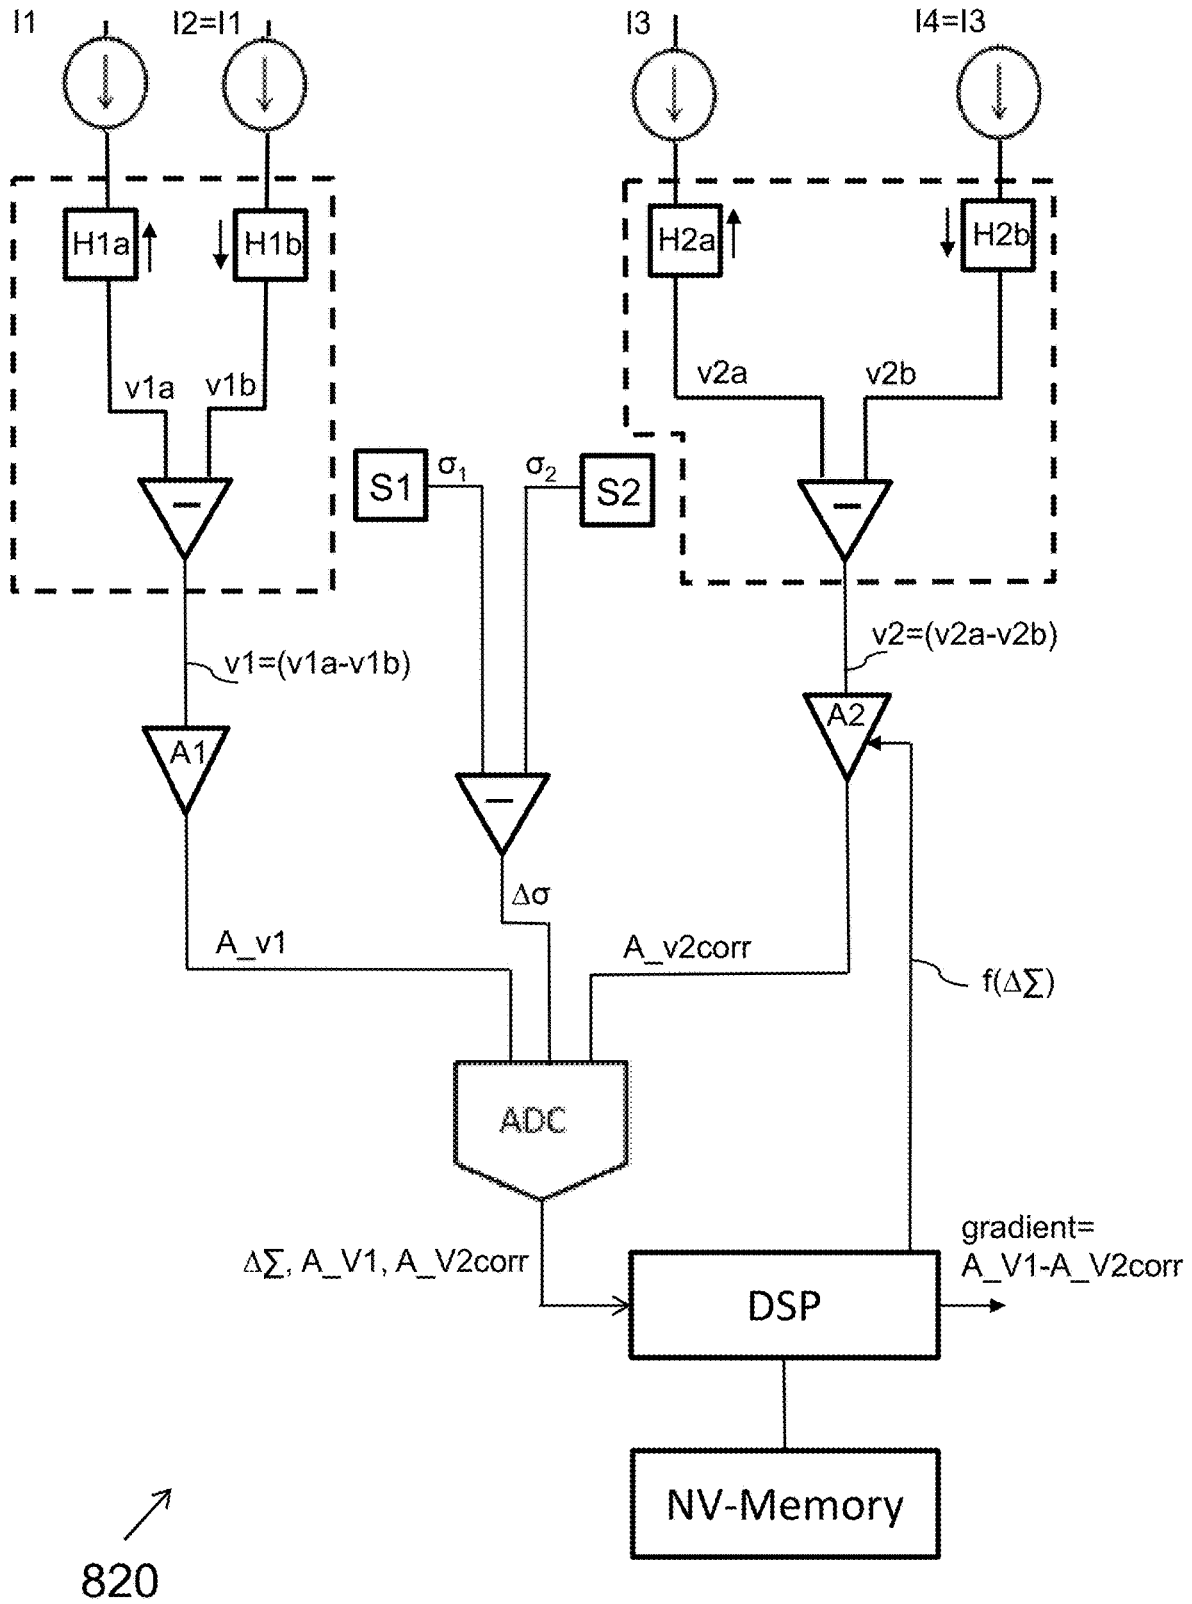 I1
I2=I1
I3
I4=I3
H1a
H1b
H2a
H2b
v1a
v1b
v2a
v2b
–
S1
σ1
σ2
S2
–
v1=(v1a-v1b)
v2=(v2a-v2b)
A1
A2
–
Δσ
A_v1
A_v2corr
f(Δ∑)
ADC
Δ∑, A_V1, A_V2corr
gradient=
A_V1-A_V2corr
DSP
NV-Memory
820